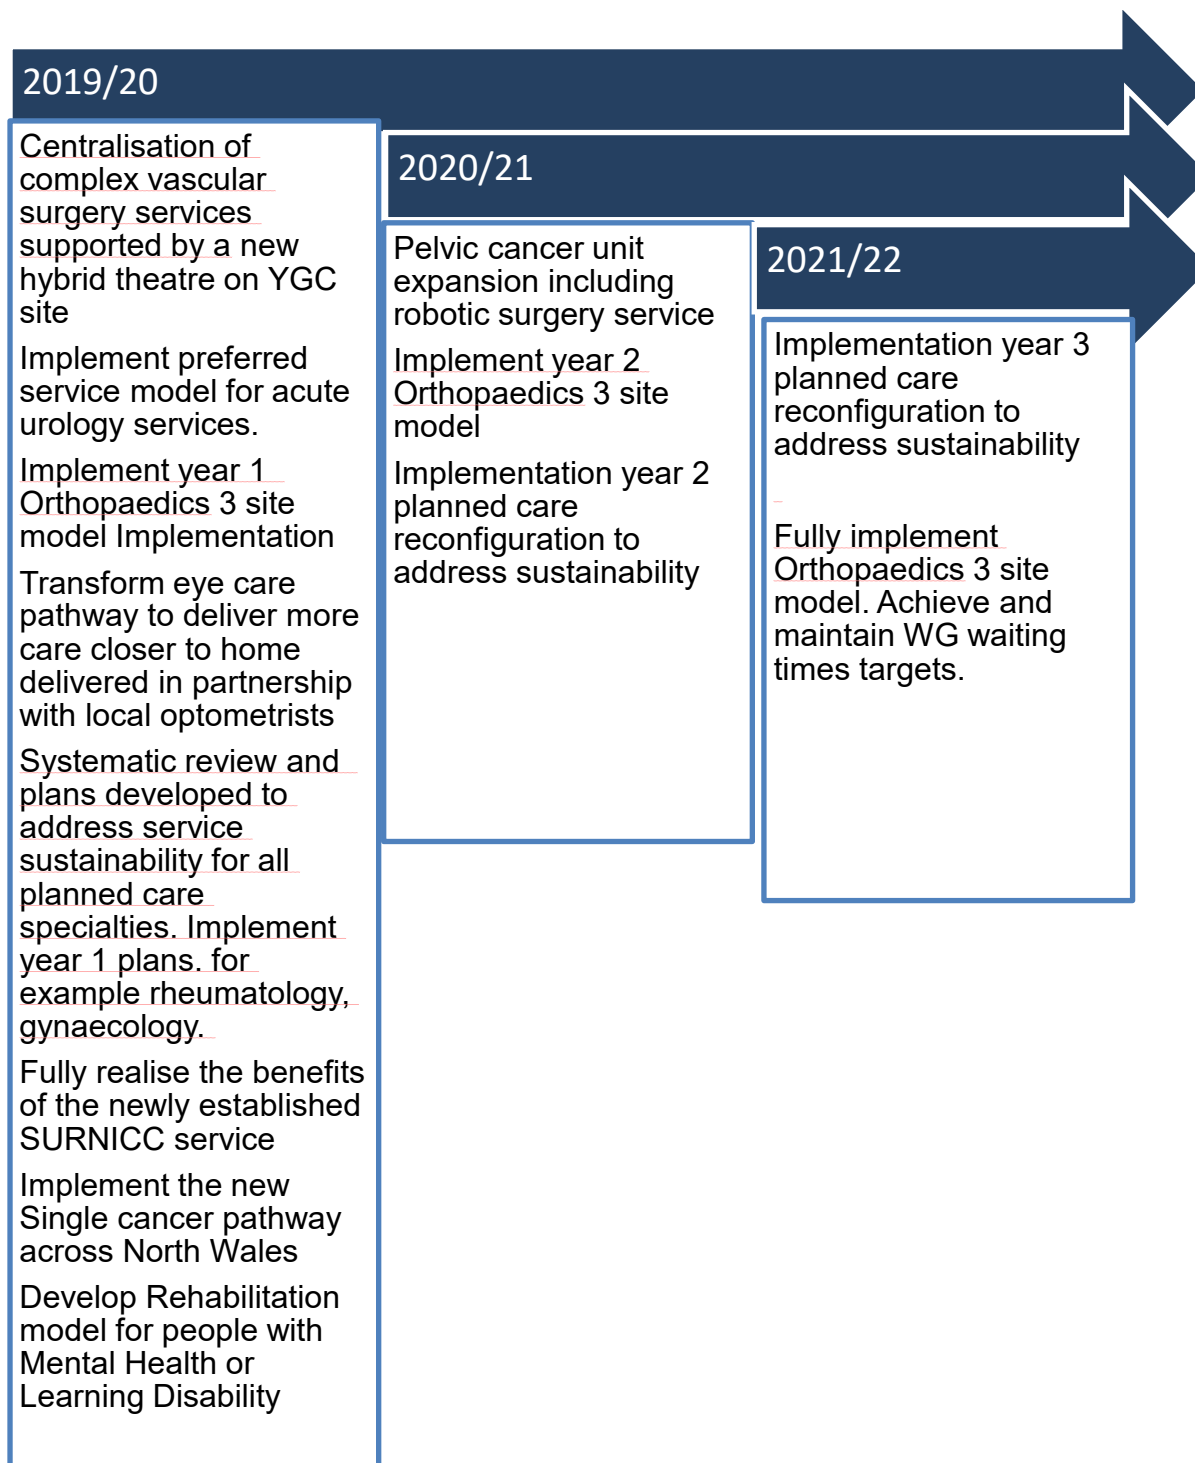 2019/20
Centralisation of
complex vascular
surgery services
supported by a new
hybrid theatre on YGC
site
Implement preferred
service model for acute
urology services.
Implement year 1
Orthopaedics 3 site
model Implementation
Transform eye care
pathway to deliver more
care closer to home
delivered in partnership
with local optometrists
Systematic review and
plans developed to
address service
sustainability for all
planned care
specialties. Implement
year 1 plans. for
example rheumatology,
gynaecology.
Fully realise the benefits
of the newly established
SURNICC service
Implement the new
Single cancer pathway
across North Wales
Develop Rehabilitation
model for people with
Mental Health or
Learning Disability
2020/21
Pelvic cancer unit
expansion including
robotic surgery service
Implement year 2
Orthopaedics 3 site
model
Implementation year 2
planned care
reconfiguration to
address sustainability
2021/22
Implementation year 3
planned care
reconfiguration to
address sustainability
Fully implement
Orthopaedics 3 site
model. Achieve and
maintain WG waiting
times targets.